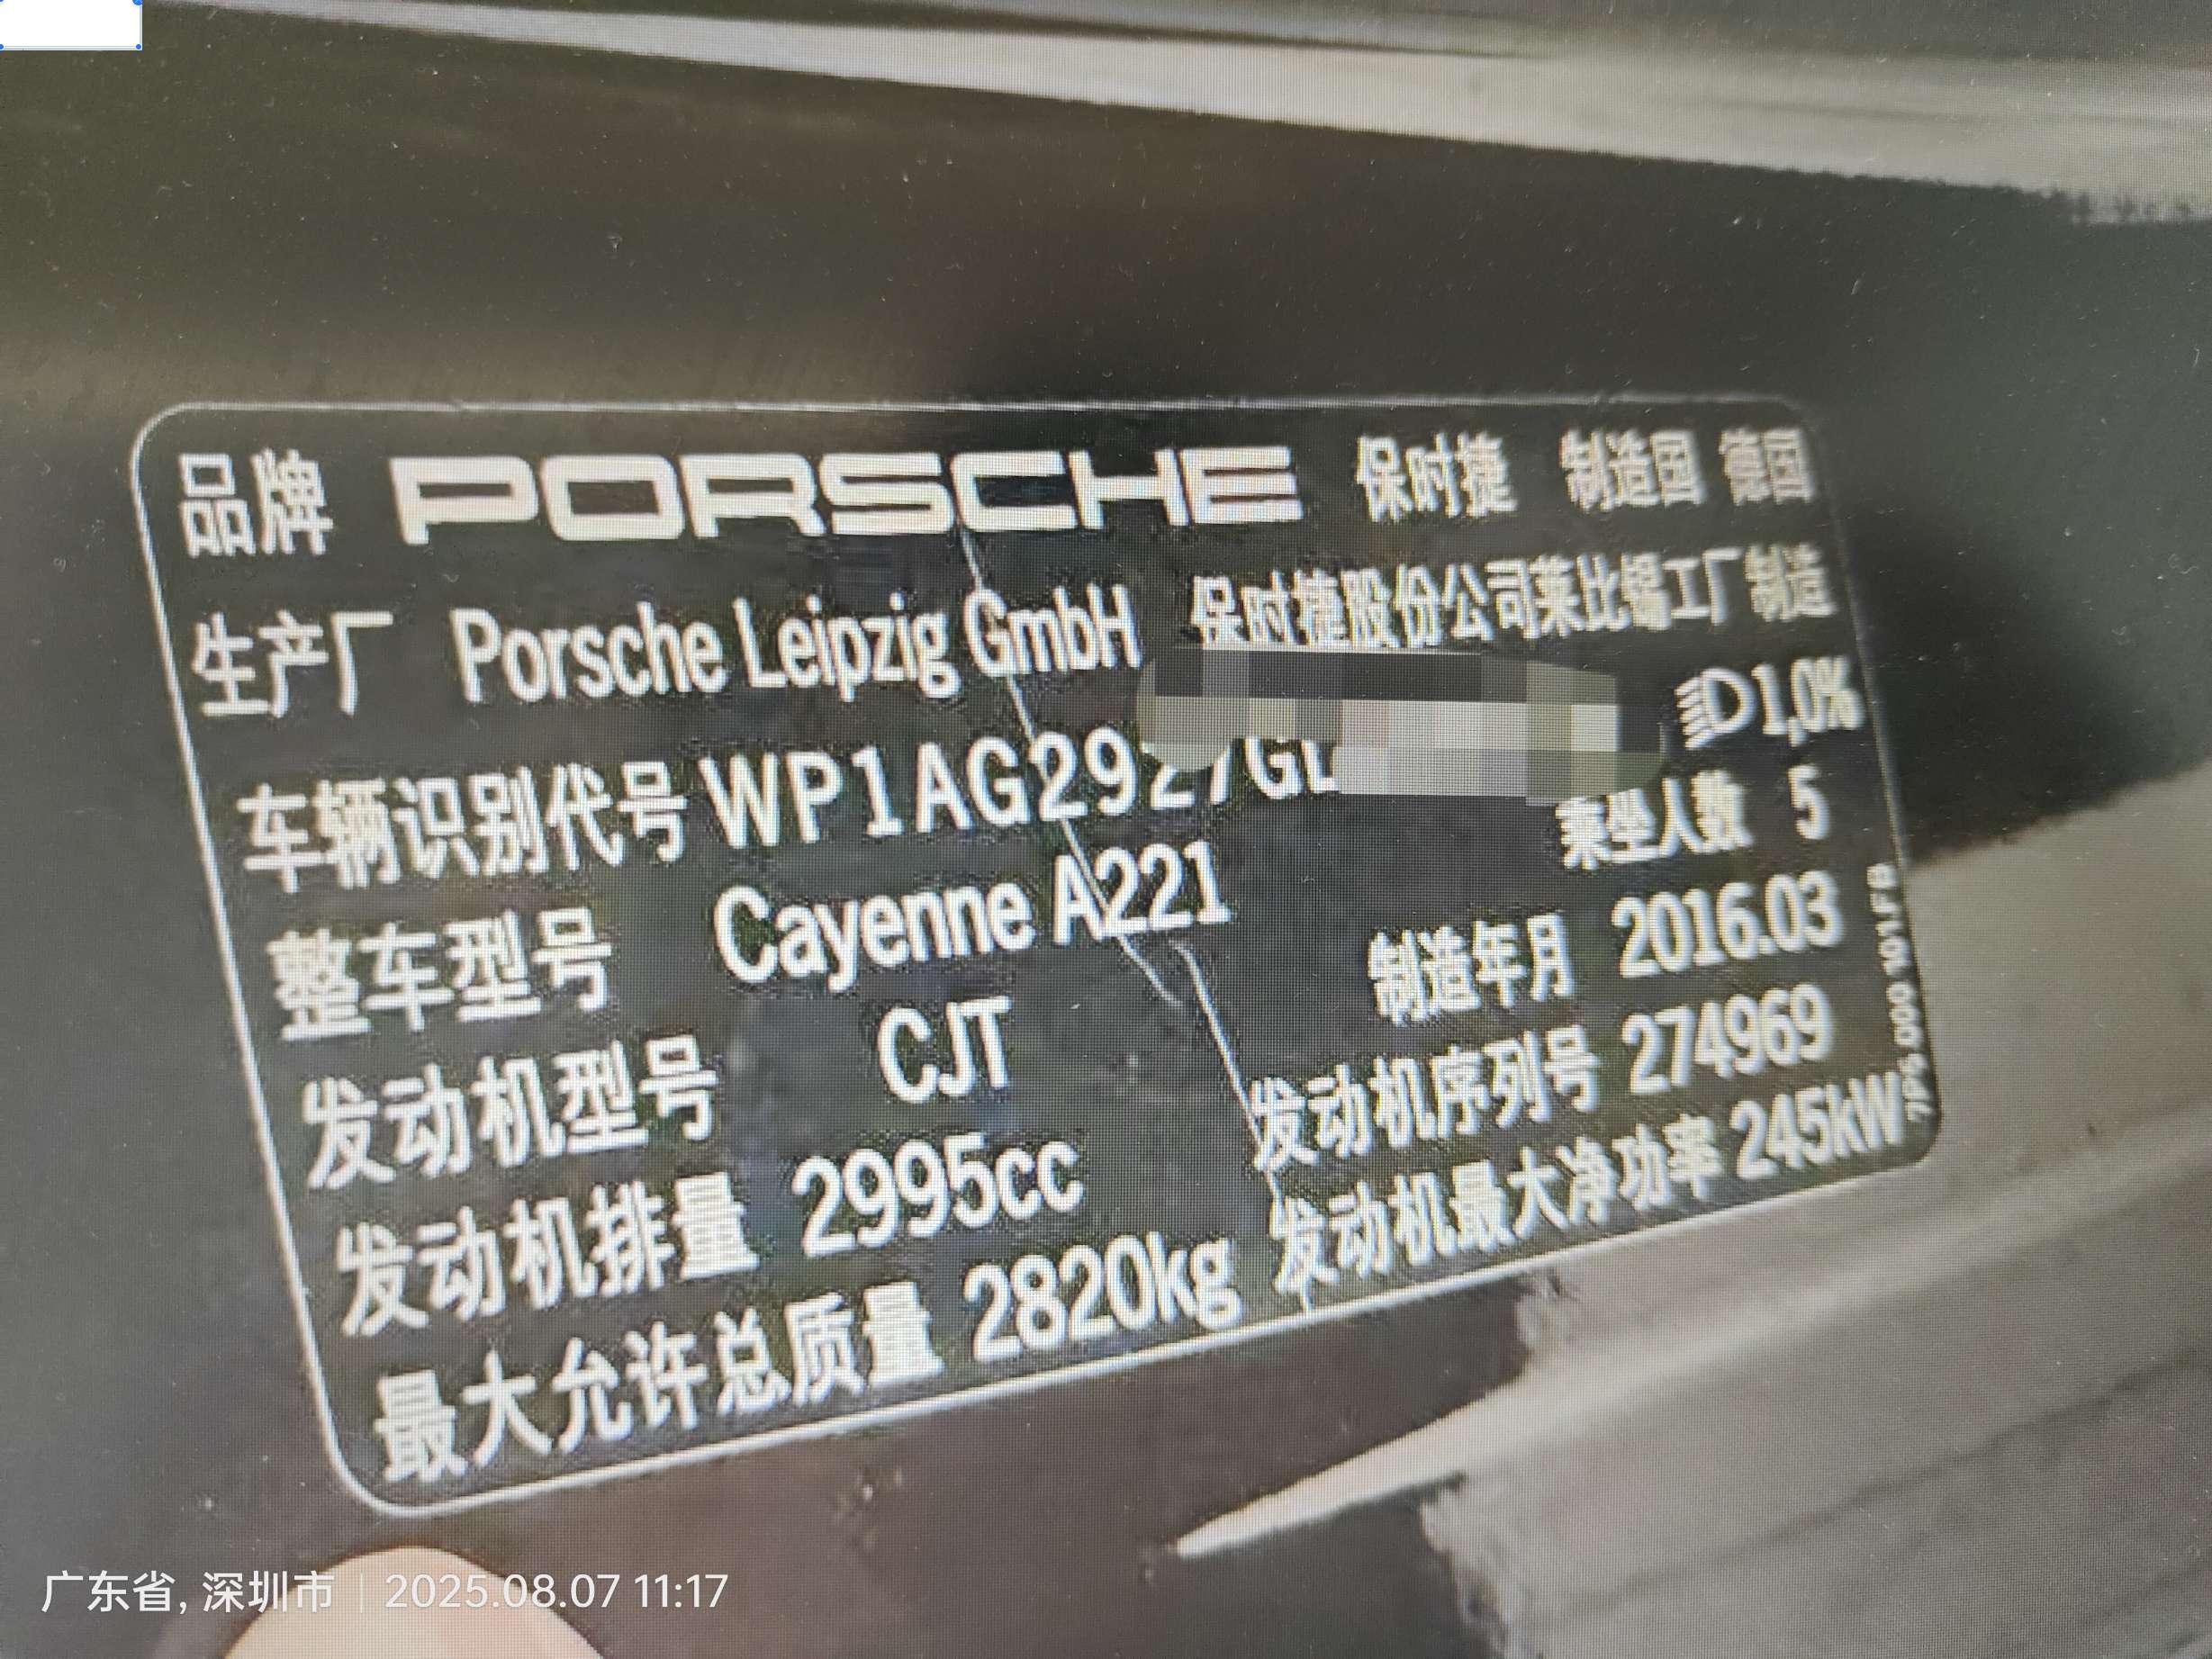 品牌 PORSCHE 保时捷 制造国 德国
生产厂 Porsche Leipzig GmbH 保时捷股份公司莱比锡工厂制造
车辆识别代号 WP1AG292 1,0%
乘坐人数 5
整车型号 Cayenne A221 制造年月 2016.03
发动机型号 CJT 发动机序列号 274969
发动机排量 2995cc 发动机最大净功率 245kW
最大允许总质量 2820kg
7P5 000 101.FB
广东省, 深圳市 | 2025.08.07 11:17